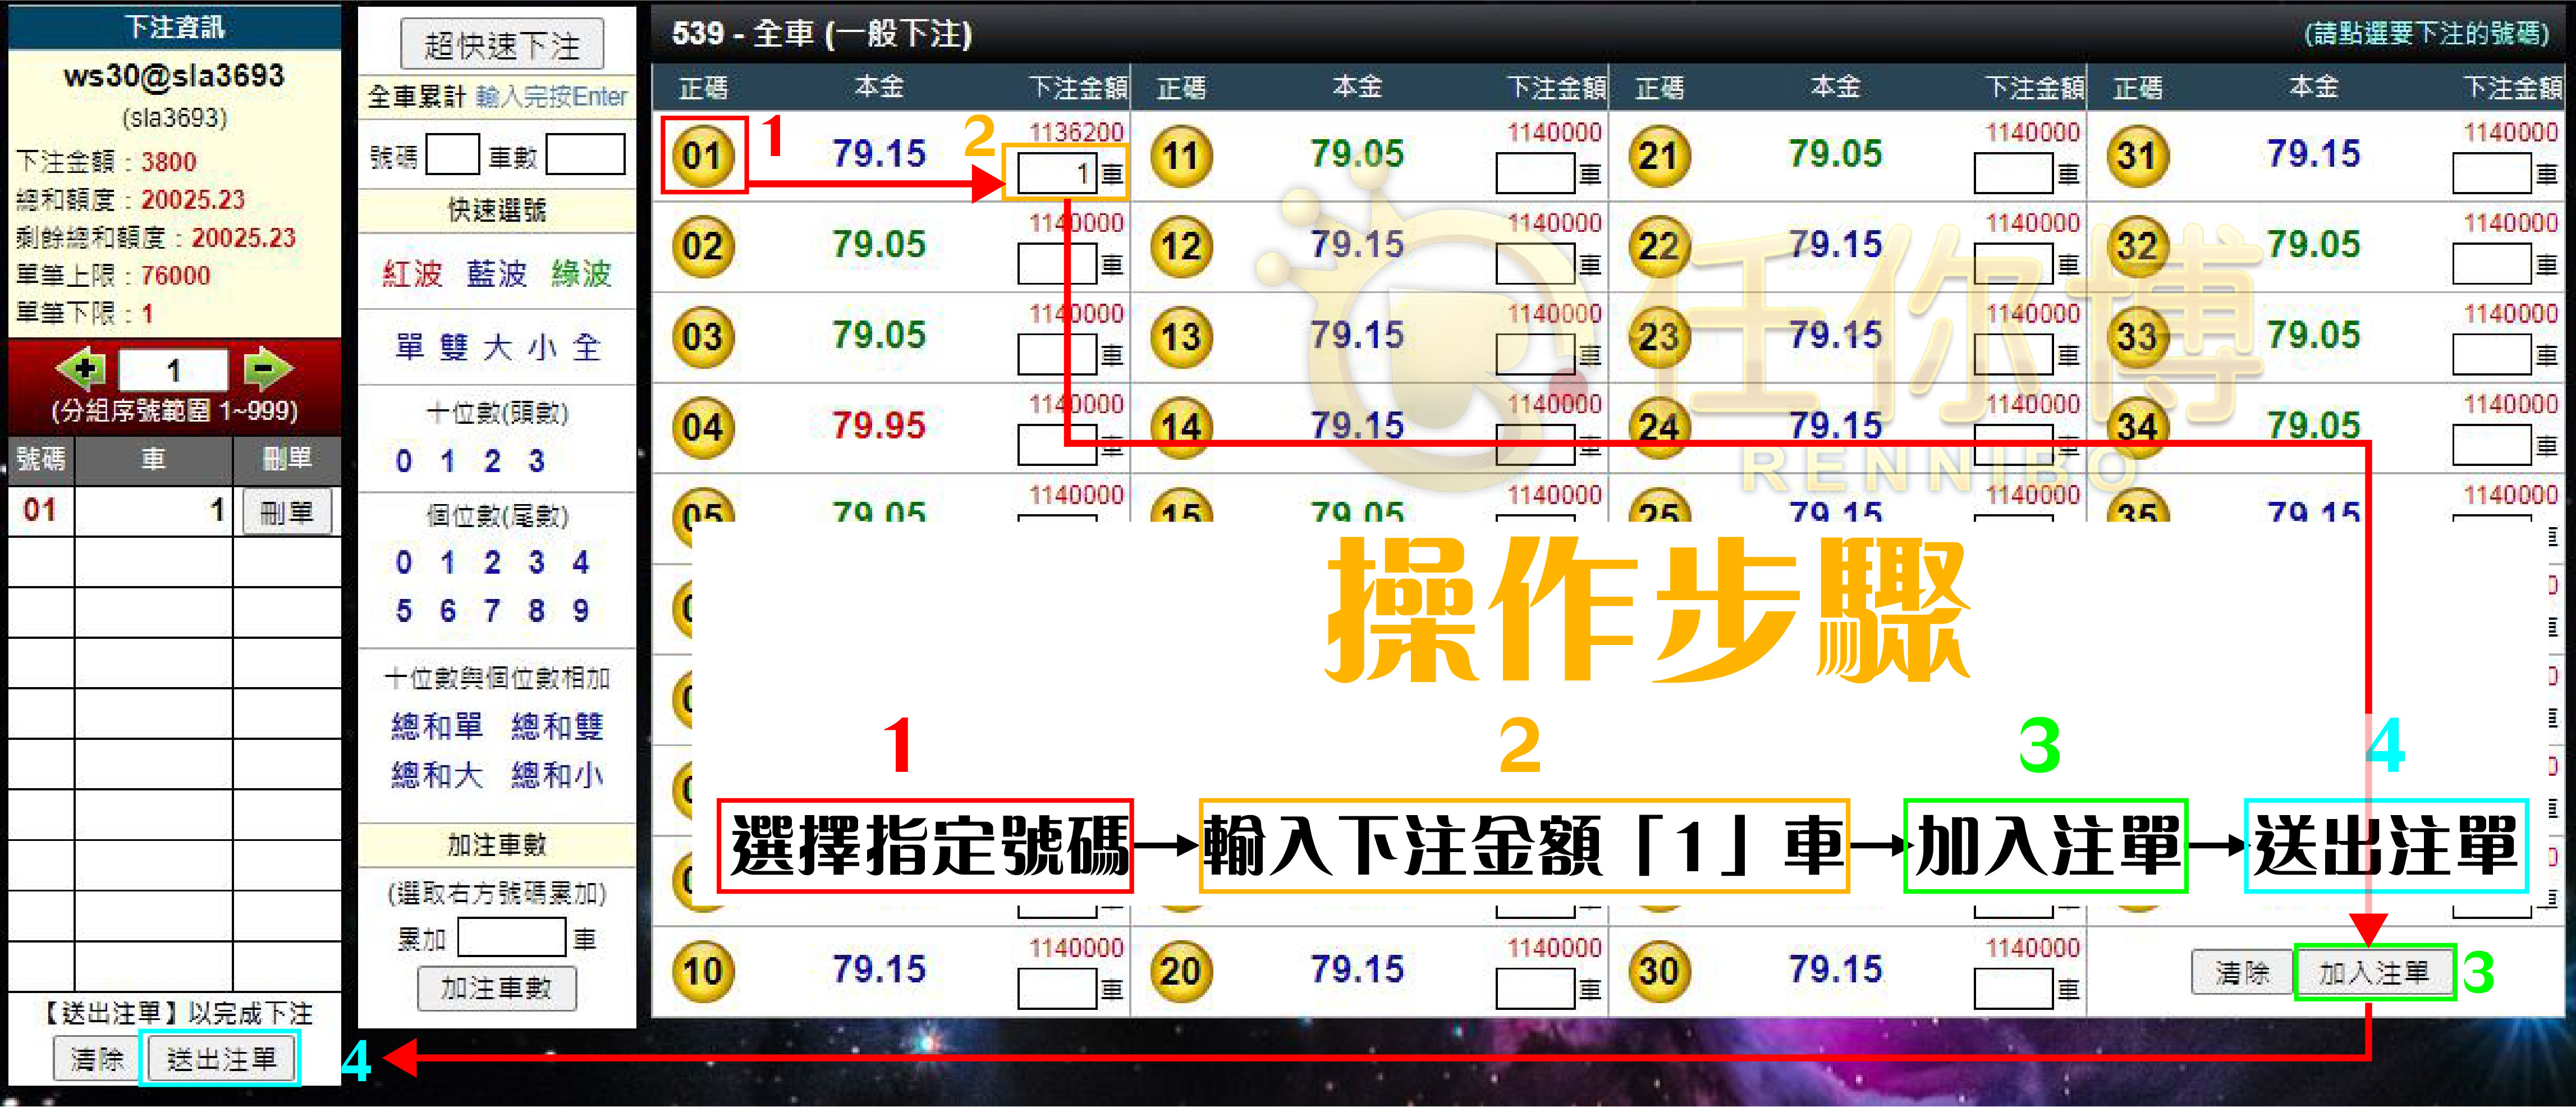 下注資訊
ws30@sla3693
(sla3693)
下注金額：3800
總和額度：20025.23
剩餘總和額度：20025.23
單筆上限：76000
單筆下限：1
1
(分組序號範圍 1~999)
號碼 車 刪單
01 1 刪單
【送出注單】以完成下注
清除 送出注單 4
超快速下注
全車累計 輸入完按Enter
號碼 車數
快速選號
紅波 藍波 綠波
單 雙 大 小 全
十位數(頭數)
0 1 2 3
個位數(尾數)
0 1 2 3 4
5 6 7 8 9
十位數與個位數相加
總和單 總和雙
總和大 總和小
加注車數
(選取右方號碼累加)
累加 車
加注車數
539 - 全車 (一般下注) (請點選要下注的號碼)
正碼 本金 下注金額 正碼 本金 下注金額 正碼 本金 下注金額 正碼 本金 下注金額
01 1 79.15 2 1136200 1 車 11 79.05 1140000 車 21 79.05 1140000 車 31 79.15 1140000 車
02 79.05 1140000 車 12 79.15 1140000 車 22 79.15 1140000 車 32 79.05 1140000 車
03 79.05 1140000 車 13 79.15 1140000 車 23 79.15 1140000 車 33 79.05 1140000 車
04 79.95 1140000 車 14 79.15 1140000 車 24 79.15 1140000 車 34 79.05 1140000 車
05 79.05 1140000 15 79.05 1140000 25 79.15 1140000 35 79.15 1140000
任你博
RENNIBO
操作步驟
1 2 3 4
選擇指定號碼 輸入下注金額「1」車 加入注單 送出注單
10 79.15 1140000 車 20 79.15 1140000 車 30 79.15 1140000 車 清除 加入注單 3